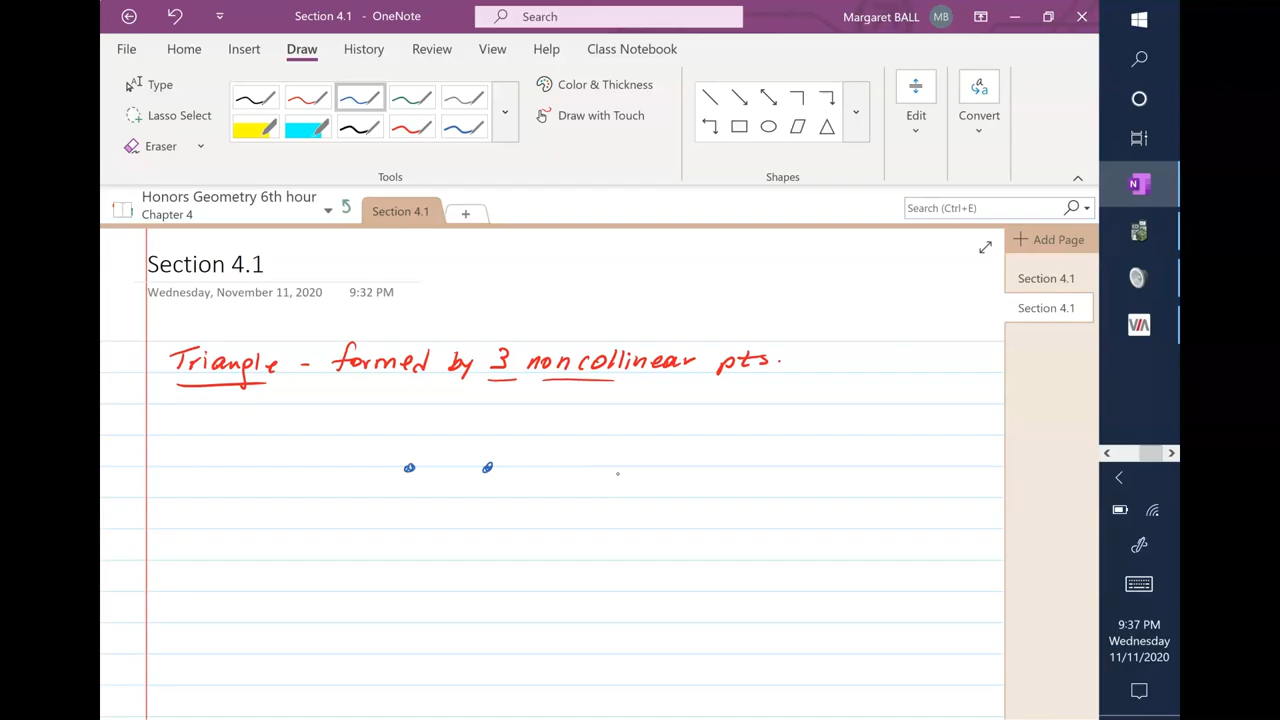 Section 4.1 - OneNote
Search
Margaret BALL
MB
File Home Insert Draw History Review View Help Class Notebook
Type
Lasso Select
Eraser
Color & Thickness
Draw with Touch
Edit
Convert
Tools
Shapes
Honors Geometry 6th hour
Chapter 4
Section 4.1
Search (Ctrl+E)
Add Page
Section 4.1
Section 4.1
Section 4.1
Wednesday, November 11, 2020 9:32 PM
Triangle - formed by 3 noncollinear pts.
N
VIA
9:37 PM
Wednesday
11/11/2020